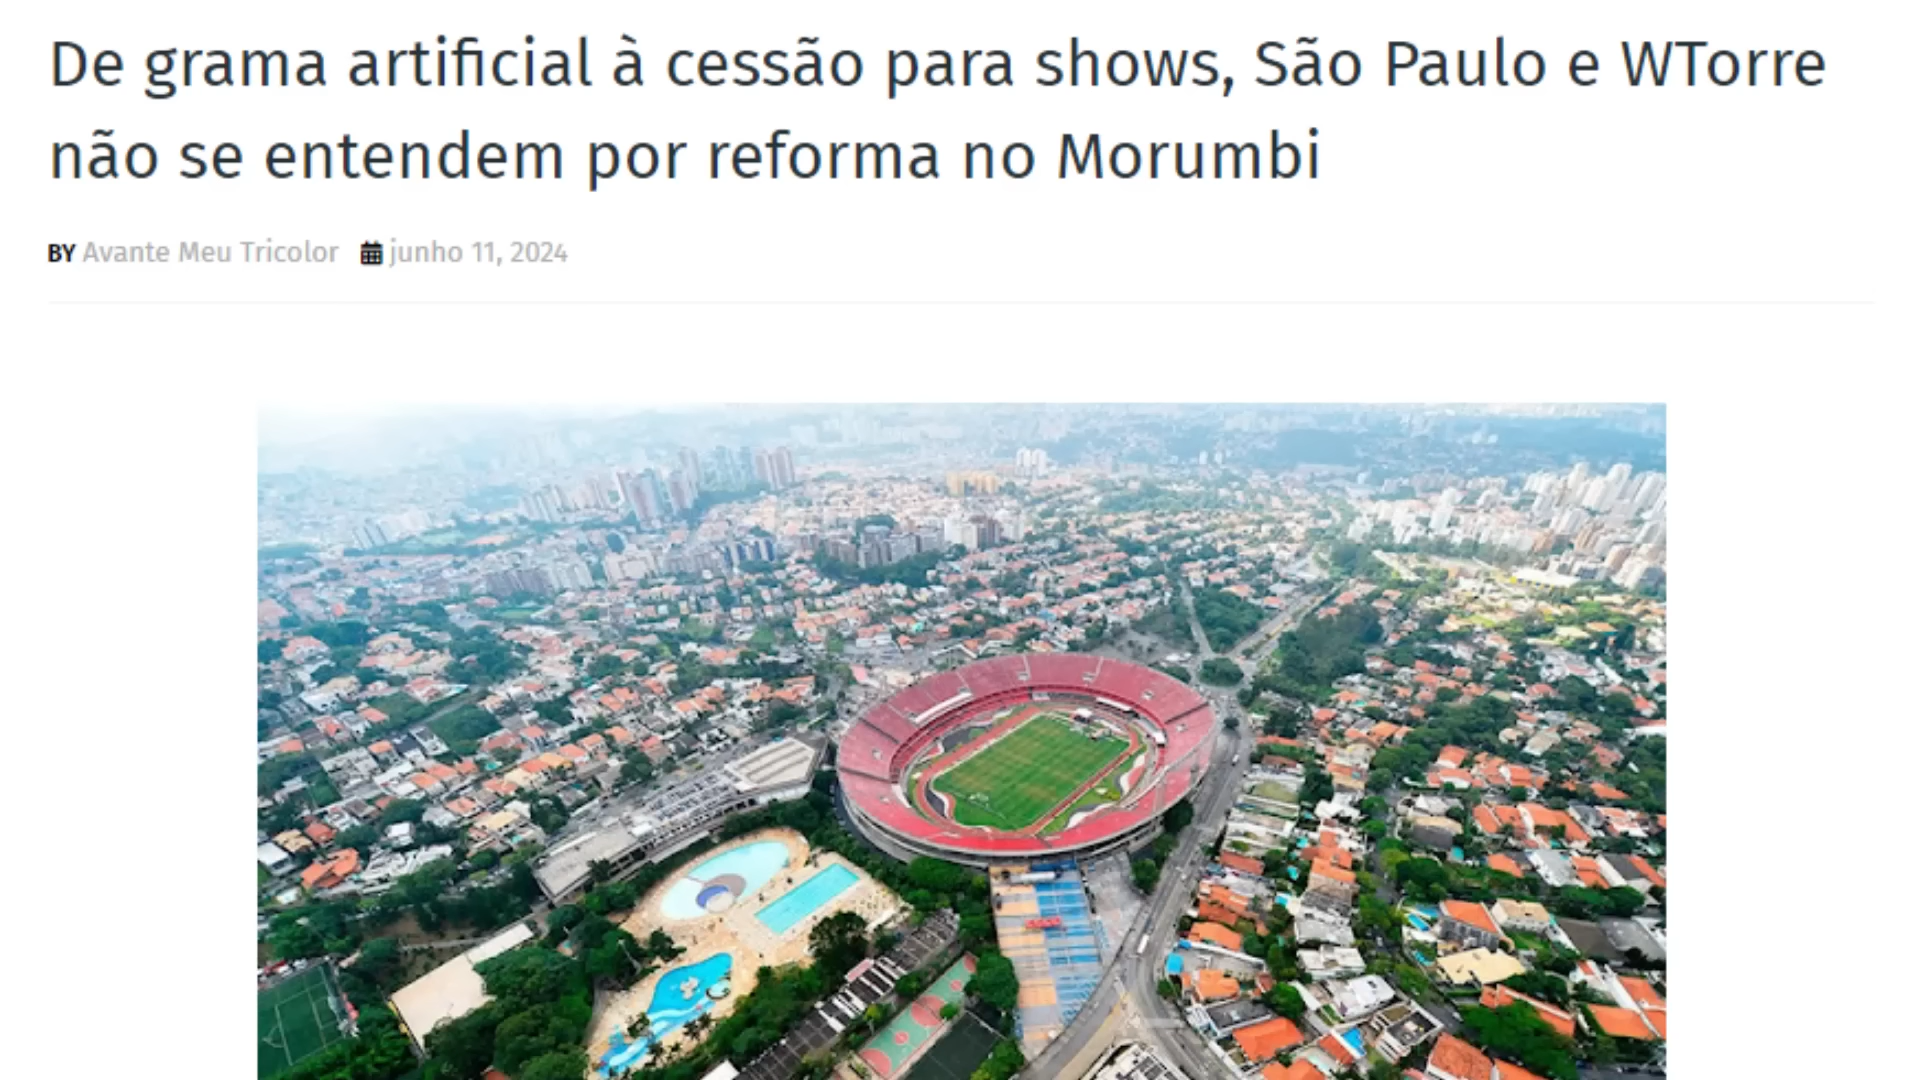 De grama artificial à cessão para shows, São Paulo e WTorre
não se entendem por reforma no Morumbi
BY Avante Meu Tricolor junho 11, 2024